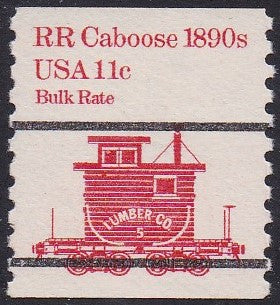 RR Caboose 1890s
USA 11c
Bulk Rate
LUMBER-CO.
5